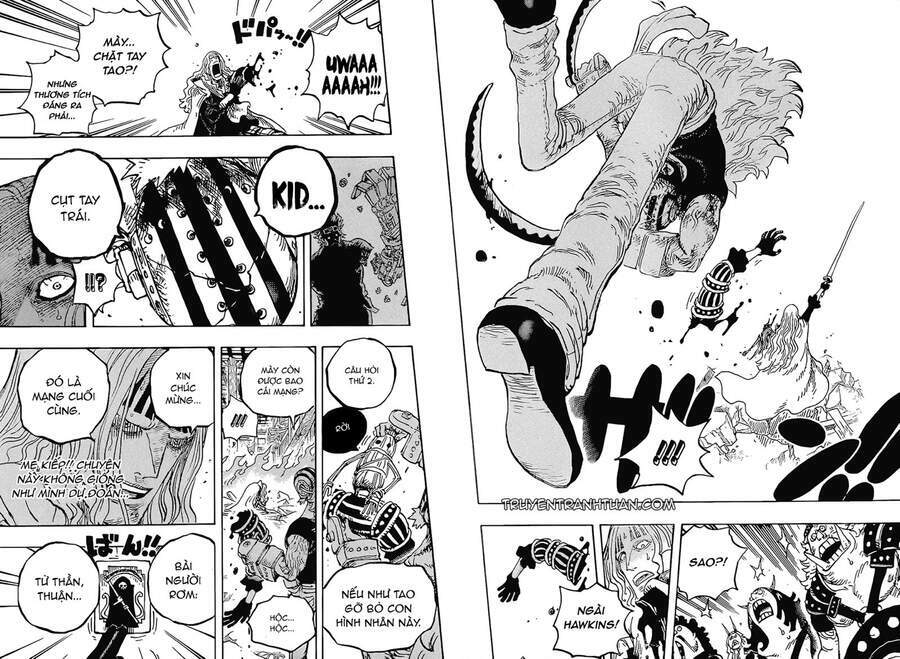 !!!
TRUYENTRANHTUAN.COM
SAO?!
NGÀI
HAWKINS!
UWAAA
AAAAH!!!
ドパァ〜!!
MÀY...
CHẶT TAY
TAO?!
NHƯNG
THƯƠNG TÍCH
ĐÁNG RA
PHẢI...
KID...
CỤT TAY
TRÁI.
!!?
CÂU HỎI
THỨ 2.
RỜI
NẾU NHƯ TAO
GỠ BỎ CON
HÌNH NHÂN NÀY.
MÀY CÒN
ĐƯỢC BAO
CÁI MẠNG?
!!!
HỘC...
HỘC...
XIN
CHÚC
MỪNG...
ĐÓ LÀ
MẠNG CUỐI
CÙNG.
MẸ KIẾP!! CHUYỆN
NÀY KHÔNG GIỐNG
NHƯ MÌNH DỰ ĐOÁN...
ばーん!!
BÀI
NGƯỜI
RƠM:
TỬ THẦN,
THUẬN...